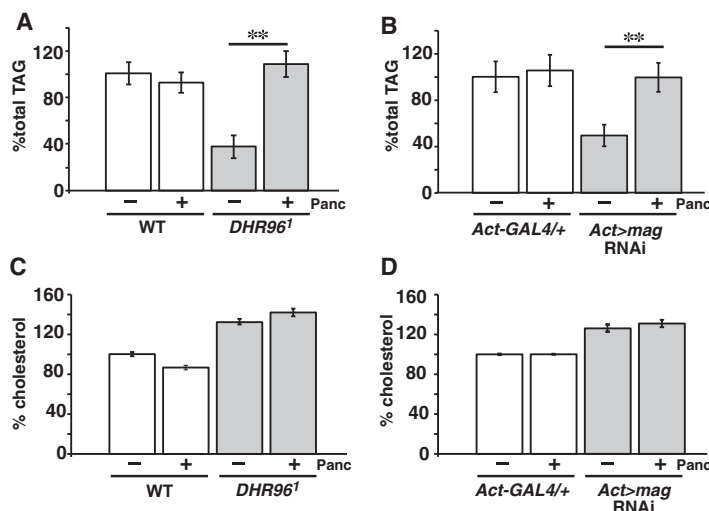 A
**
%total TAG
120
80
40
0
− + − + Panc
WT DHR96¹
B
**
%total TAG
120
80
40
0
− + − + Panc
Act-GAL4/+ Act>mag
RNAi
C
% cholesterol
160
120
80
40
0
− + − + Panc
WT DHR96¹
D
% cholesterol
160
120
80
40
0
− + − + Panc
Act-GAL4/+ Act>mag
RNAi